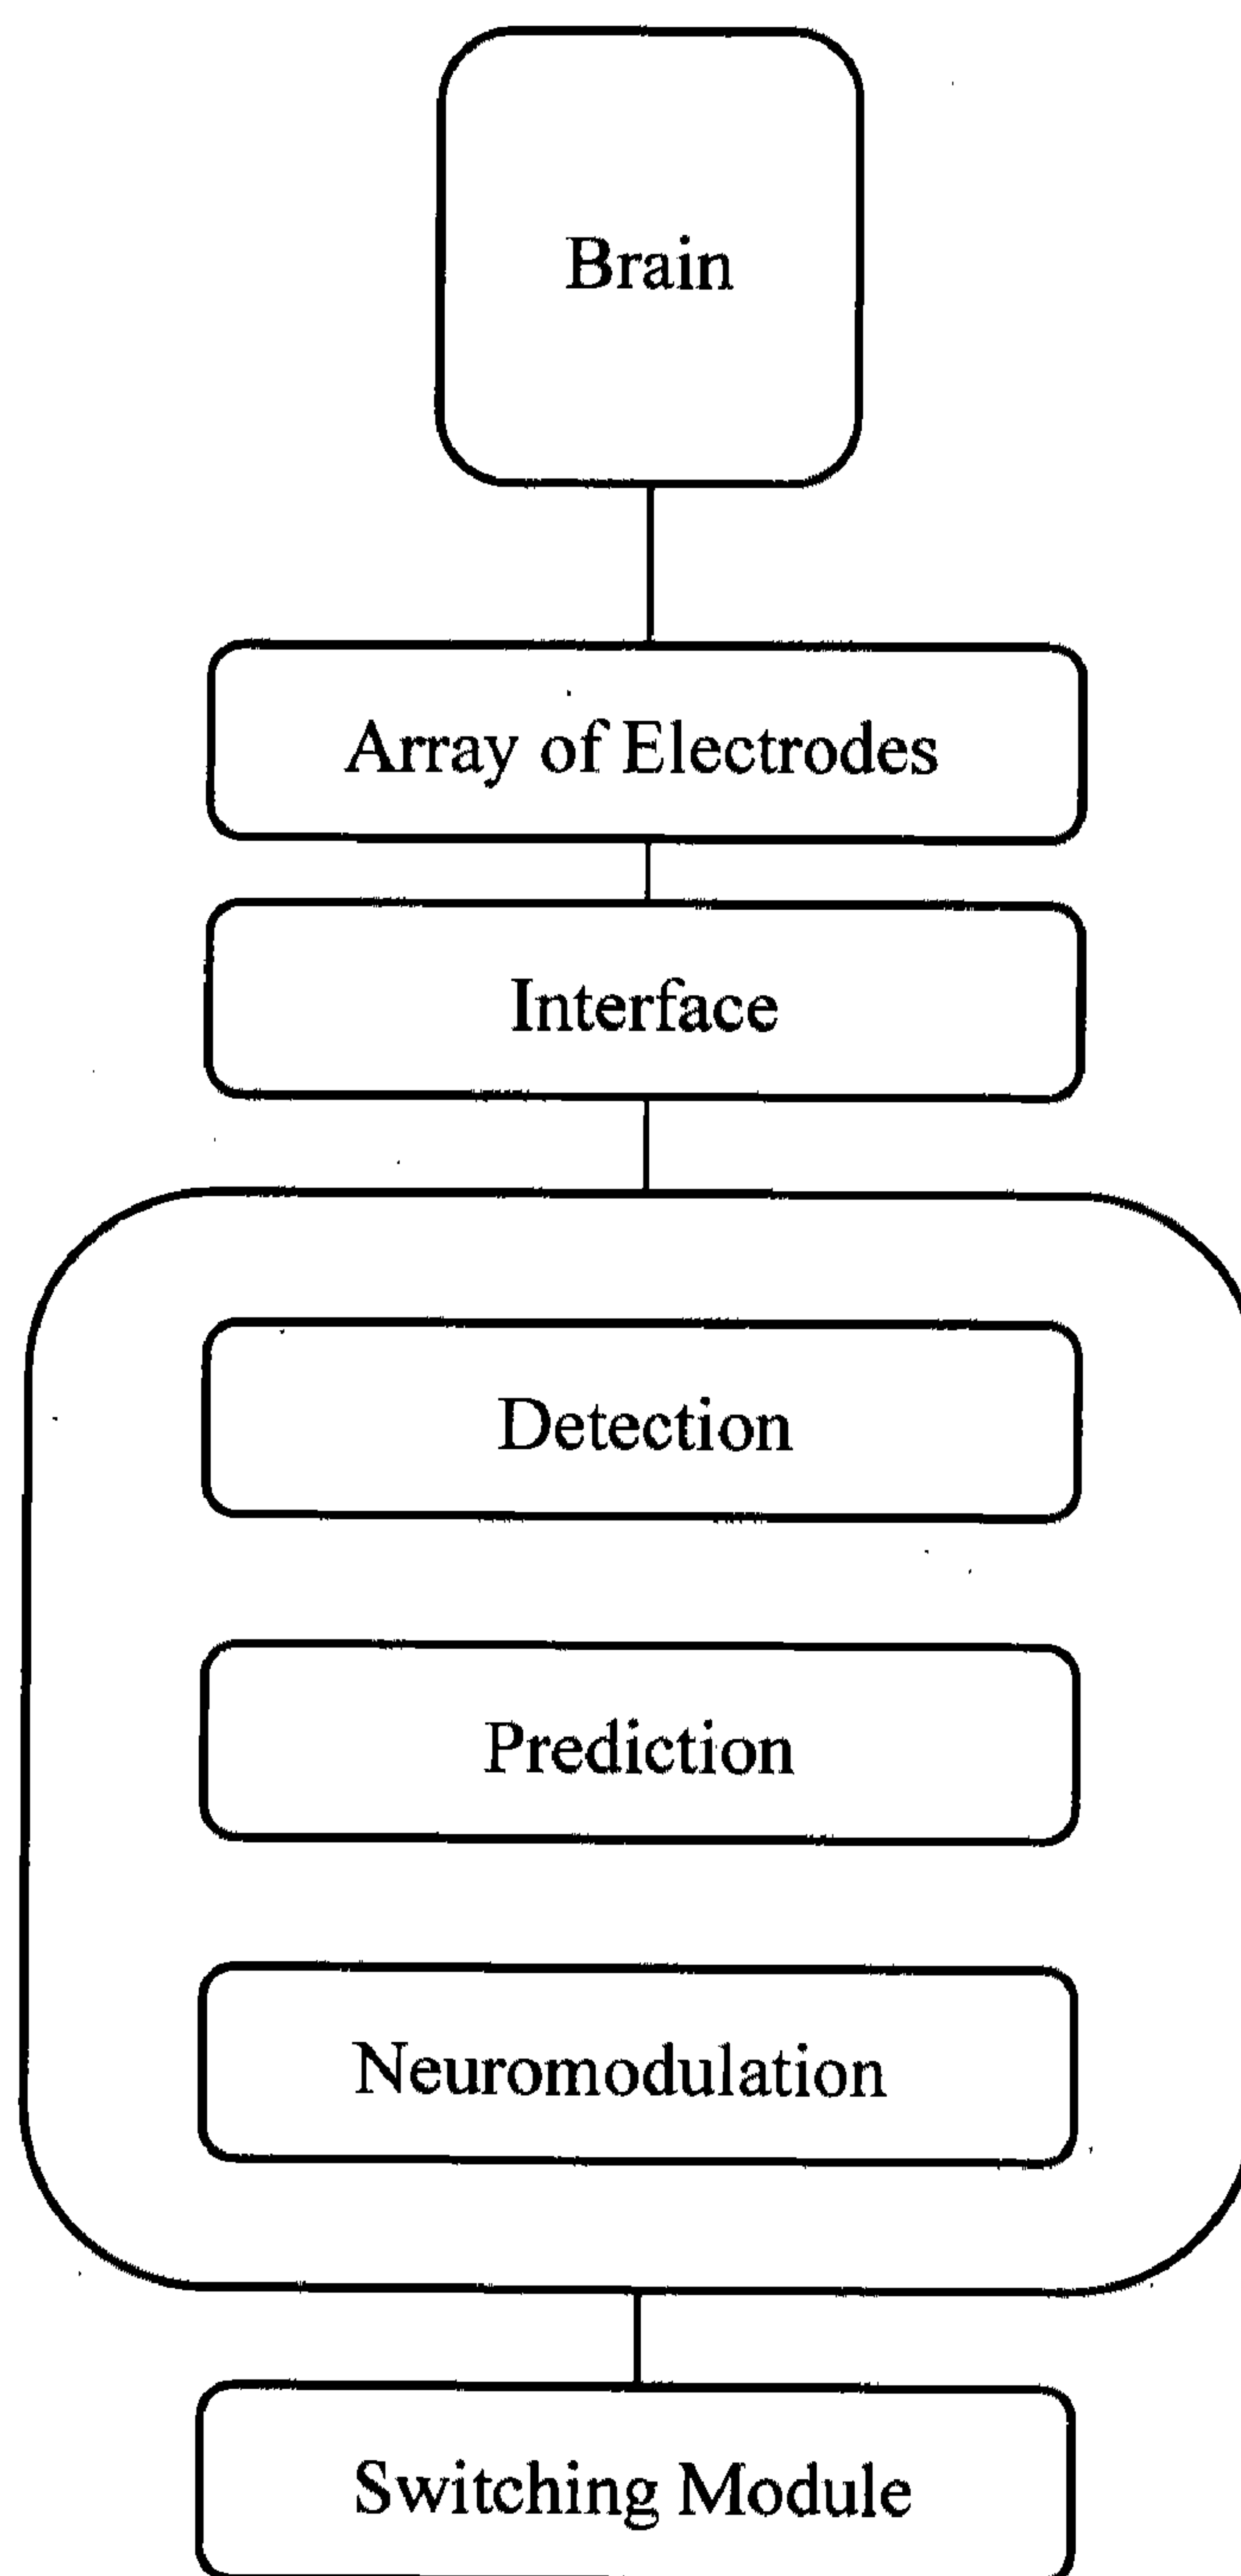 Brain
Array of Electrodes
Interface
Detection
Prediction
Neuromodulation
Switching Module